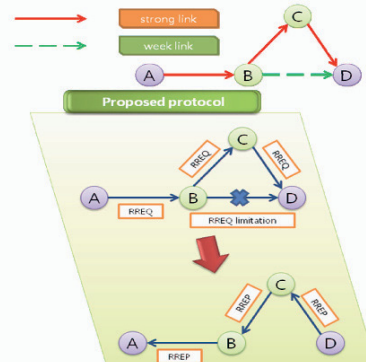 strong link
week link
C
A
B
D
Proposed protocol
C
RREQ
RREQ
A
B
D
RREQ
RREQ limitation
C
RREP
RREP
A
B
D
RREP